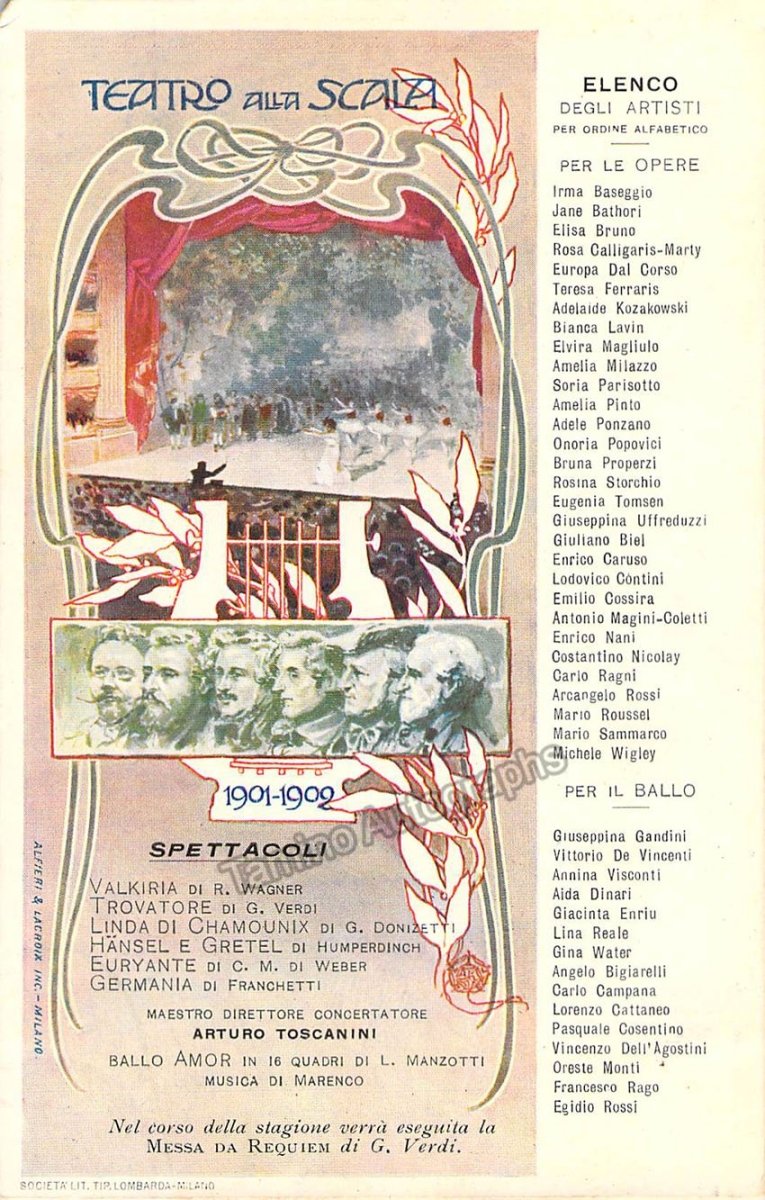 TEATRO ALLA SCALA
1901-1902
SPETTACOLI
VALKIRIA DI R. WAGNER
TROVATORE DI G. VERDI
LINDA DI CHAMOUNIX DI G. DONIZETTI
HÄNSEL E GRETEL DI HUMPERDINCH
EURYANTE DI C. M. DI WEBER
GERMANIA DI FRANCHETTI
MAESTRO DIRETTORE CONCERTATORE
ARTURO TOSCANINI
BALLO AMOR IN 16 QUADRI DI L. MANZOTTI
MUSICA DI MARENCO
Nel corso della stagione verrà eseguita la
MESSA DA REQUIEM di G. Verdi.
ALFIERI & LACROIX INC. - MILANO.
SOCIETÀ LIT. TIP. LOMBARDA-MILANO
Tamino Autographs
ELENCO
DEGLI ARTISTI
PER ORDINE ALFABETICO
PER LE OPERE
Irma Baseggio
Jane Bathori
Elisa Bruno
Rosa Calligaris-Marty
Europa Dal Corso
Teresa Ferraris
Adelaide Kozakowski
Bianca Lavin
Elvira Magliulo
Amelia Milazzo
Soria Parisotto
Amelia Pinto
Adele Ponzano
Onoria Popovici
Bruna Properzi
Rosina Storchio
Eugenia Tomsen
Giuseppina Uffreduzzi
Giuliano Biel
Enrico Caruso
Lodovico Contini
Emilio Cossira
Antonio Magini-Coletti
Enrico Nani
Costantino Nicolay
Carlo Ragni
Arcangelo Rossi
Mario Roussel
Mario Sammarco
Michele Wigley
PER IL BALLO
Giuseppina Gandini
Vittorio De Vincenti
Annina Visconti
Aida Dinari
Giacinta Enriu
Lina Reale
Gina Water
Angelo Bigiarelli
Carlo Campana
Lorenzo Cattaneo
Pasquale Cosentino
Vincenzo Dell'Agostini
Oreste Monti
Francesco Rago
Egidio Rossi